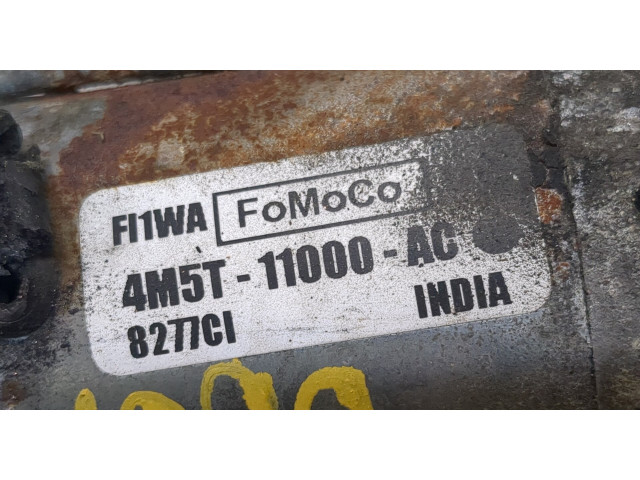 FI1WA FoMoCo
4M5T-11000-AC
8277CI INDIA